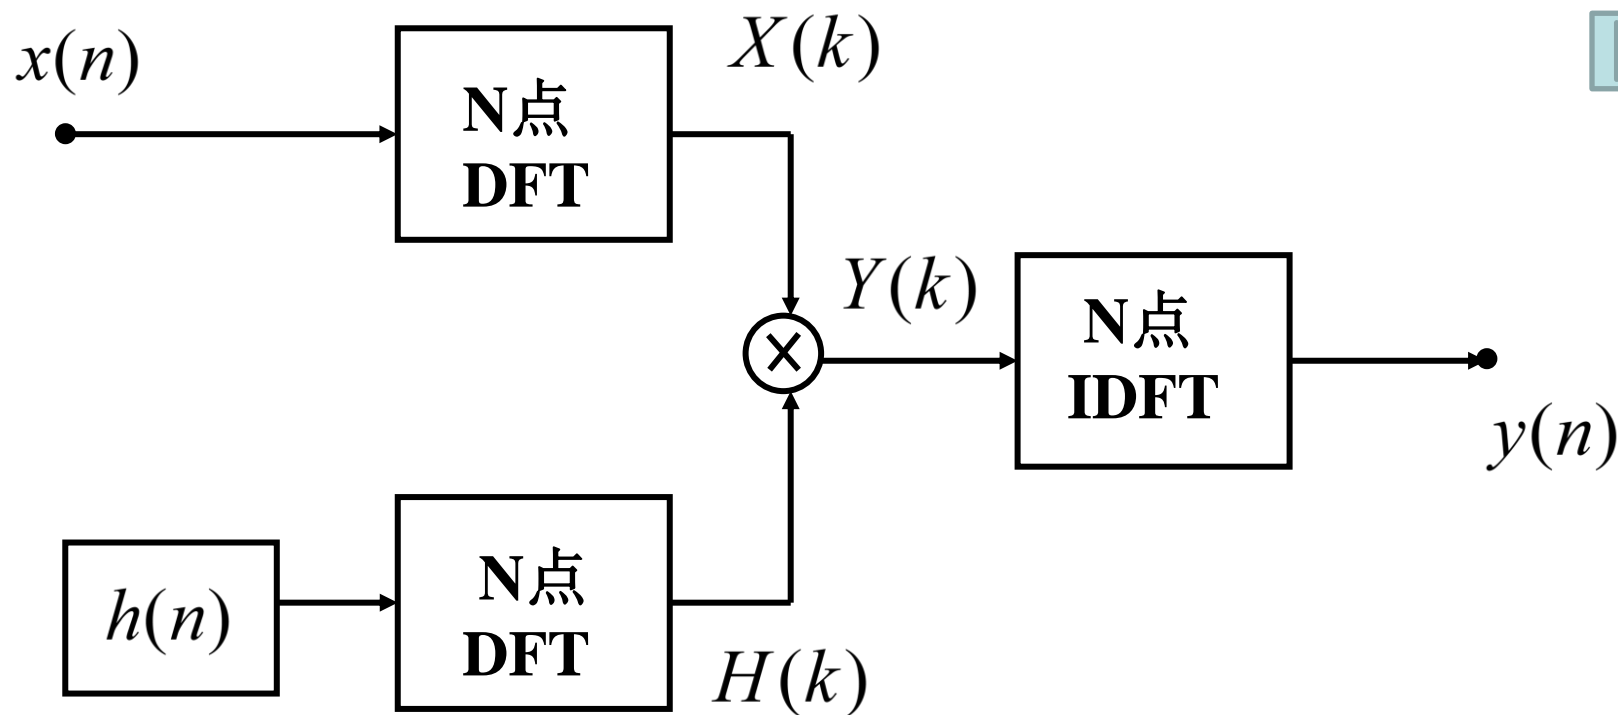 x(n)
N点
DFT
X(k)
Y(k)
N点
IDFT
y(n)
h(n)
N点
DFT
H(k)